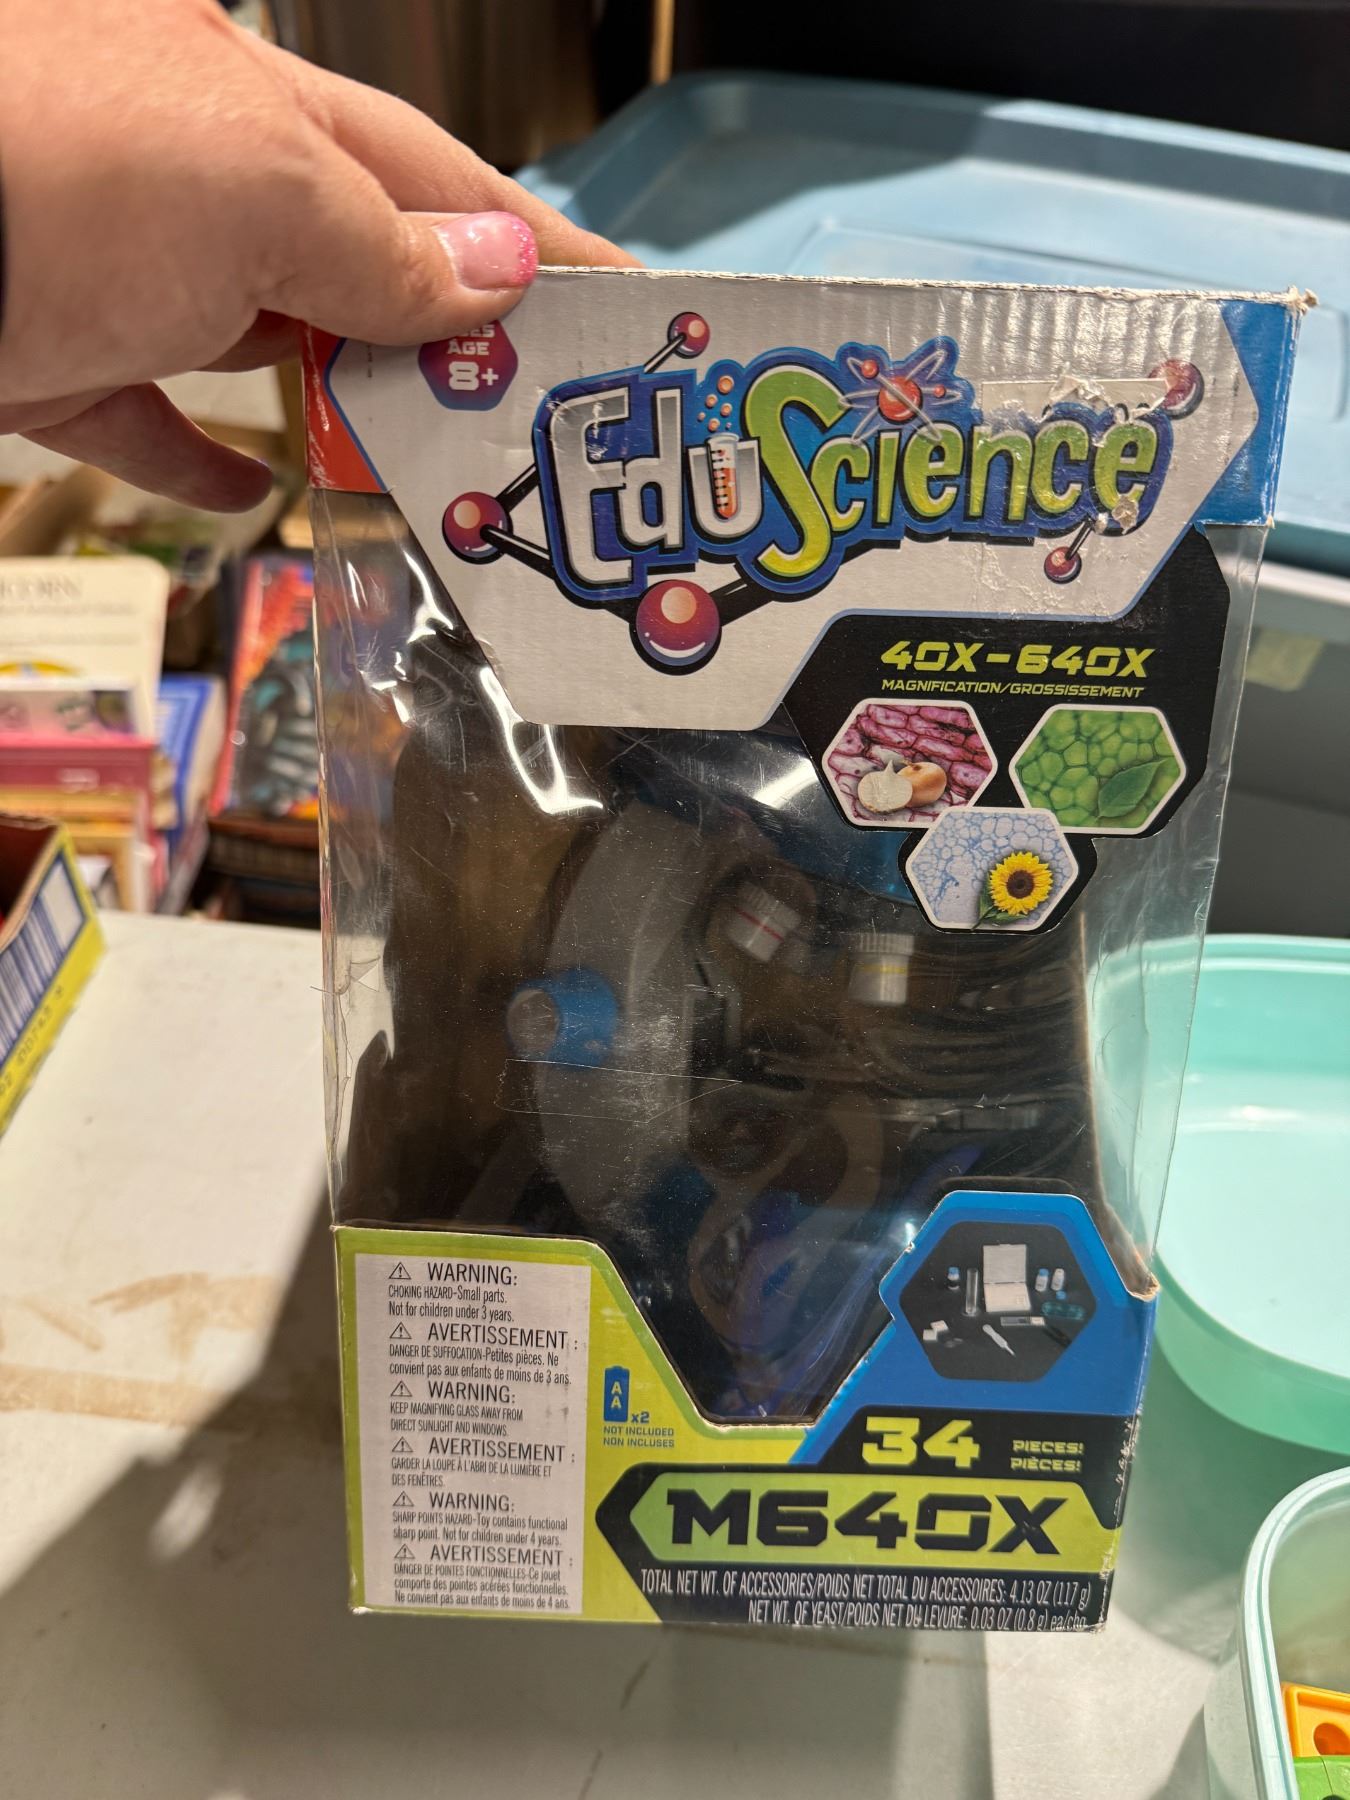 AGE
8+
EduScience
40X-640X
MAGNIFICATION/GROSSISSEMENT
⚠ WARNING:
CHOKING HAZARD-Small parts.
Not for children under 3 years.
⚠ AVERTISSEMENT :
DANGER DE SUFFOCATION-Petites pièces. Ne
convient pas aux enfants de moins de 3 ans.
⚠ WARNING:
KEEP MAGNIFYING GLASS AWAY FROM
DIRECT SUNLIGHT AND WINDOWS.
⚠ AVERTISSEMENT :
GARDER LA LOUPE À L'ABRI DE LA LUMIÈRE ET
DES FENÊTRES.
⚠ WARNING:
SHARP POINTS HAZARD-Toy contains functional
sharp point. Not for children under 4 years.
⚠ AVERTISSEMENT :
DANGER DE POINTES FONCTIONNELLES-Ce jouet
comporte des pointes acérées fonctionnelles.
Ne convient pas aux enfants de moins de 4 ans.
AA
x2
NOT INCLUDED
NON INCLUSES
34 PIECES!
PIÈCES!
M640X
TOTAL NET WT. OF ACCESSORIES/POIDS NET TOTAL DU ACCESSOIRES: 4.13 OZ (117 g)
NET WT. OF YEAST/POIDS NET DU LEVURE: 0.03 OZ (0.8 g) ea/chq